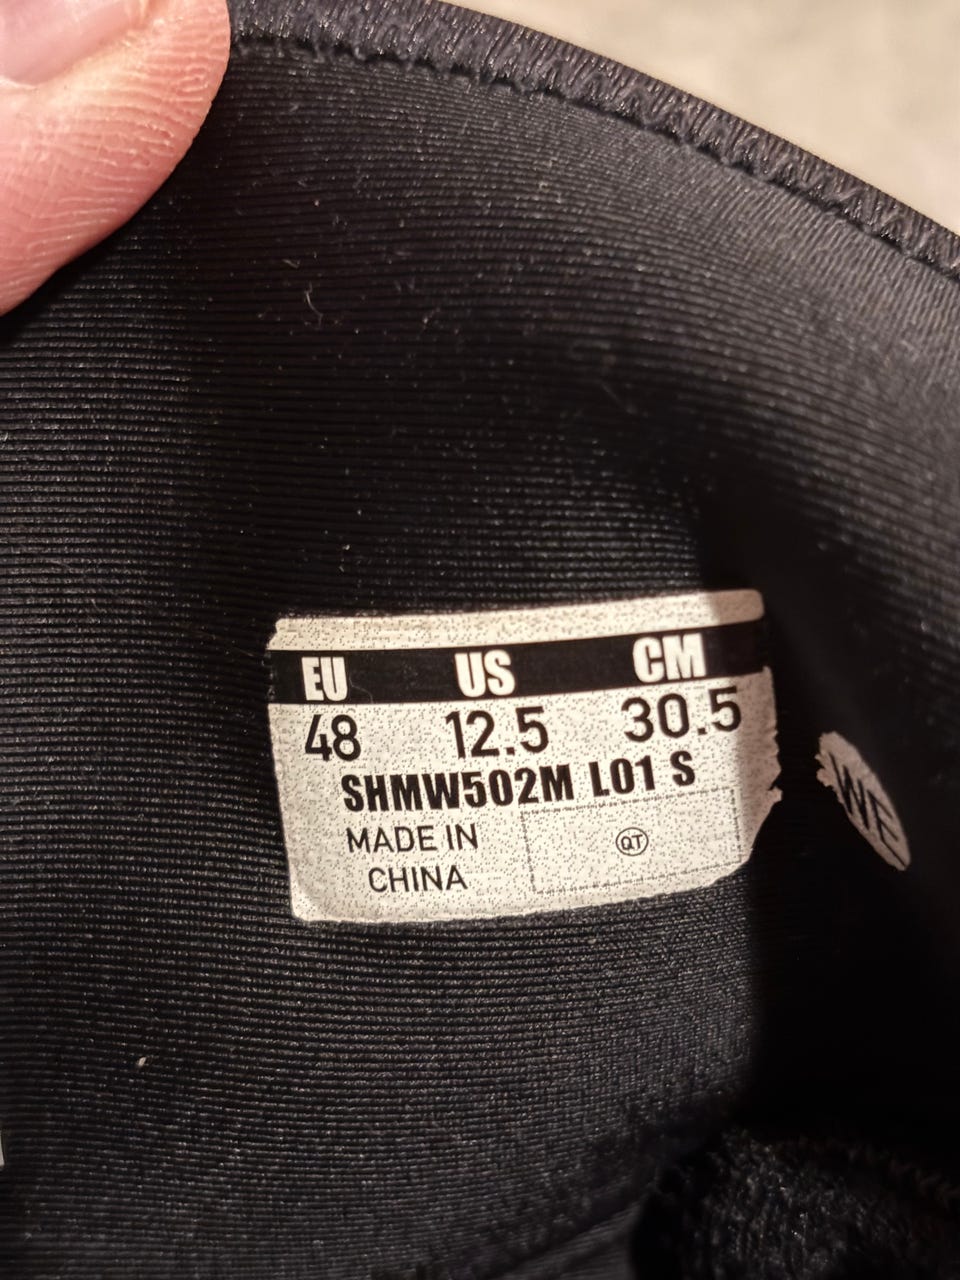 EU US CM
48 12.5 30.5
SHMW502M L01 S
MADE IN
CHINA
QT
WE